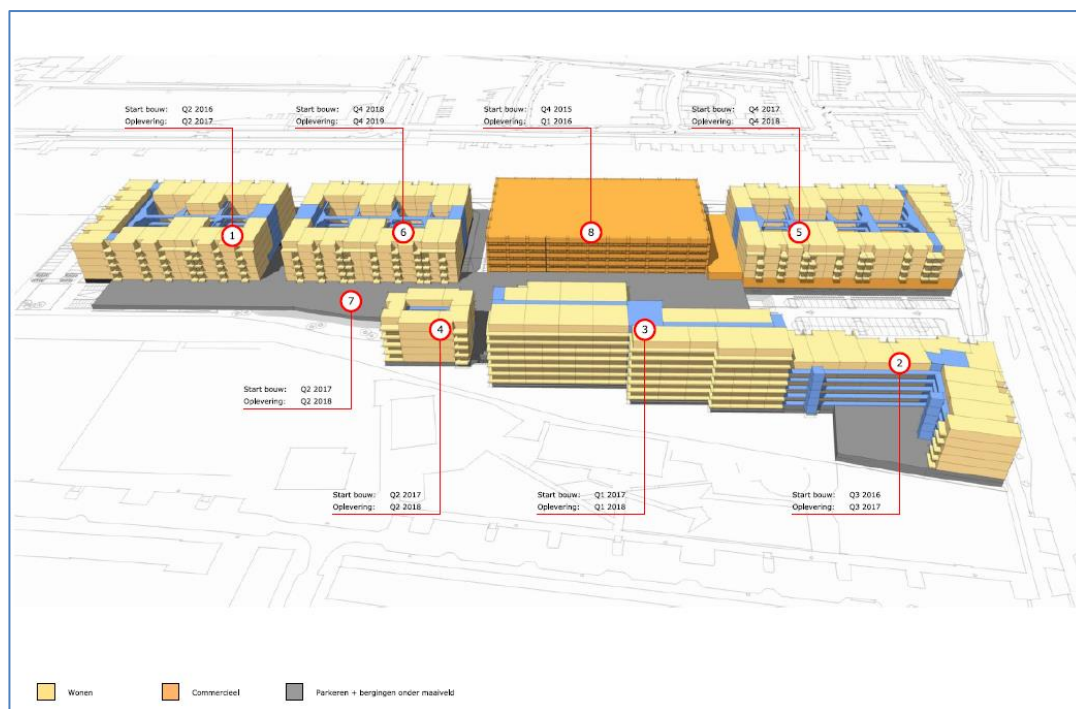 Start bouw: Q2 2016
Oplevering: Q2 2017
Start bouw: Q4 2018
Oplevering: Q4 2019
Start bouw: Q4 2015
Oplevering: Q1 2016
Start bouw: Q4 2017
Oplevering: Q4 2018
1
6
8
5
7
4
3
2
Start bouw: Q2 2017
Oplevering: Q2 2018
Start bouw: Q2 2017
Oplevering: Q2 2018
Start bouw: Q1 2017
Oplevering: Q1 2018
Start bouw: Q3 2016
Oplevering: Q3 2017
Wonen
Commercieel
Parkeren + bergingen onder maaiveld